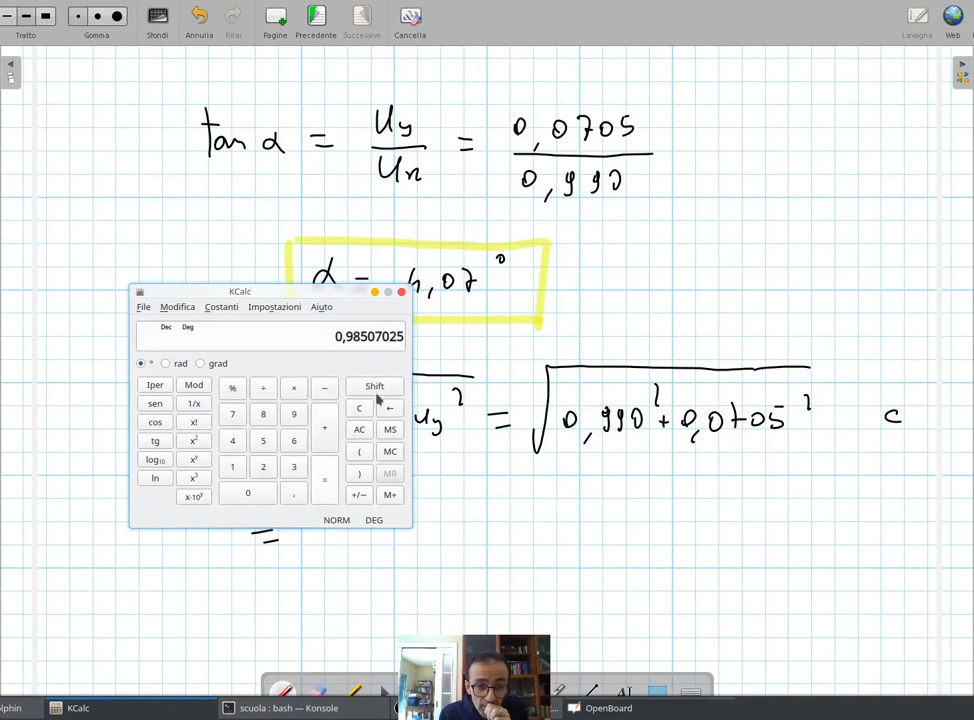 Tratto Gomma Sfondi Annulla Rifai Pagine Precedente Successivo Cancella Lavagna Web
tan α = uy/ux = 0,0705/0,990
α = 4,07°
KCalc
File Modifica Costanti Impostazioni Aiuto
Dec Deg
0,98507025
° rad grad
Iper Mod % ÷ × − Shift
sen 1/x 7 8 9 C ←
cos x! + AC MS
tg x² 4 5 6 ( MC
log10 xʸ 1 2 3 = ) MR
ln x³ 0 , +/− M+
x·10ʸ
NORM DEG
uy² = √0,990² + 0,0705² c
=
olphin KCalc scuola : bash — Konsole OpenBoard